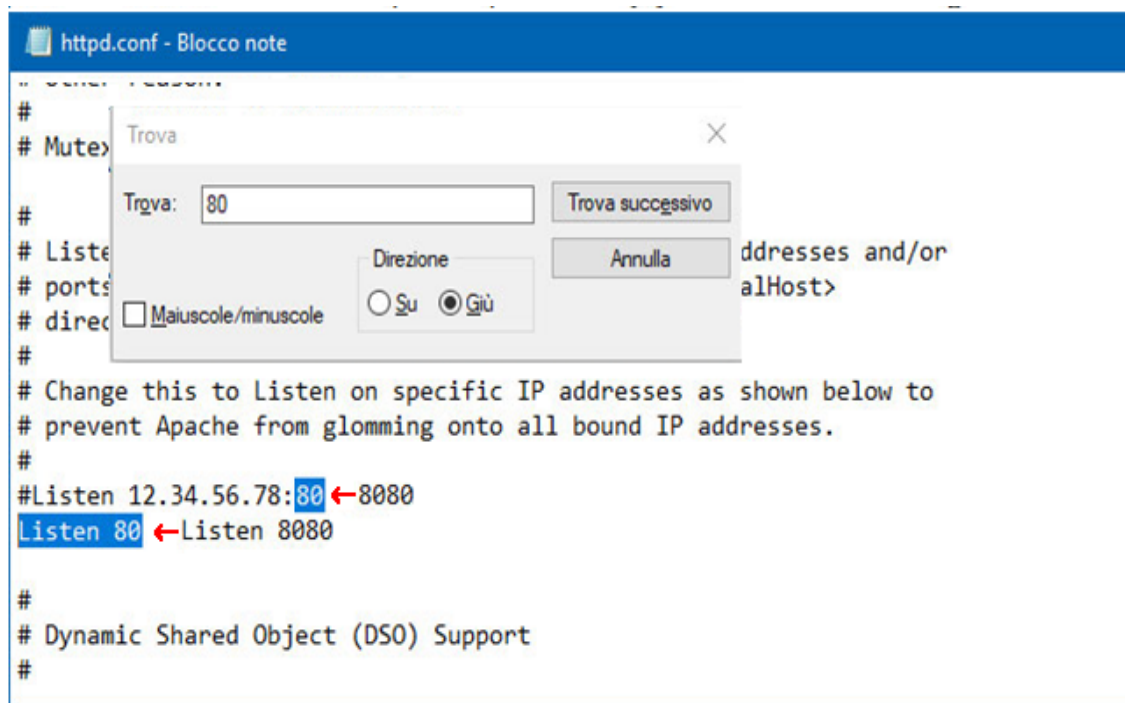 httpd.conf - Blocco note
# other reason.
#
# Mutex
Trova
Trova: 80
Trova successivo
Direzione
Annulla
Su Giù
Maiuscole/minuscole
#
# Liste ddresses and/or
# ports alHost>
# direc
#
# Change this to Listen on specific IP addresses as shown below to
# prevent Apache from glomming onto all bound IP addresses.
#
#Listen 12.34.56.78:80 ←8080
Listen 80 ←Listen 8080
#
# Dynamic Shared Object (DSO) Support
#